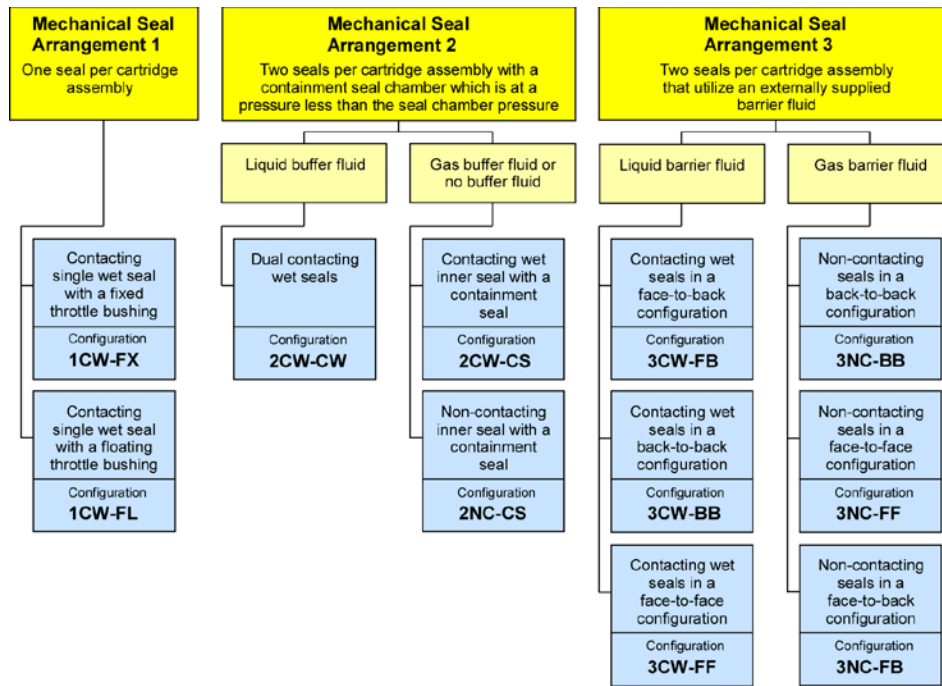 Mechanical Seal
Arrangement 1
One seal per cartridge
assembly
Mechanical Seal
Arrangement 2
Two seals per cartridge assembly with a
containment seal chamber which is at a
pressure less than the seal chamber pressure
Mechanical Seal
Arrangement 3
Two seals per cartridge assembly
that utilize an externally supplied
barrier fluid
Liquid buffer fluid
Gas buffer fluid or
no buffer fluid
Liquid barrier fluid
Gas barrier fluid
Contacting
single wet seal
with a fixed
throttle bushing
Configuration
1CW-FX
Dual contacting
wet seals
Configuration
2CW-CW
Contacting wet
inner seal with a
containment
seal
Configuration
2CW-CS
Contacting wet
seals in a
face-to-back
configuration
Configuration
3CW-FB
Non-contacting
seals in a
back-to-back
configuration
Configuration
3NC-BB
Contacting
single wet seal
with a floating
throttle bushing
Configuration
1CW-FL
Non-contacting
inner seal with a
containment
seal
Configuration
2NC-CS
Contacting wet
seals in a
back-to-back
configuration
Configuration
3CW-BB
Non-contacting
seals in a
face-to-face
configuration
Configuration
3NC-FF
Contacting wet
seals in a
face-to-face
configuration
Configuration
3CW-FF
Non-contacting
seals in a
face-to-back
configuration
Configuration
3NC-FB